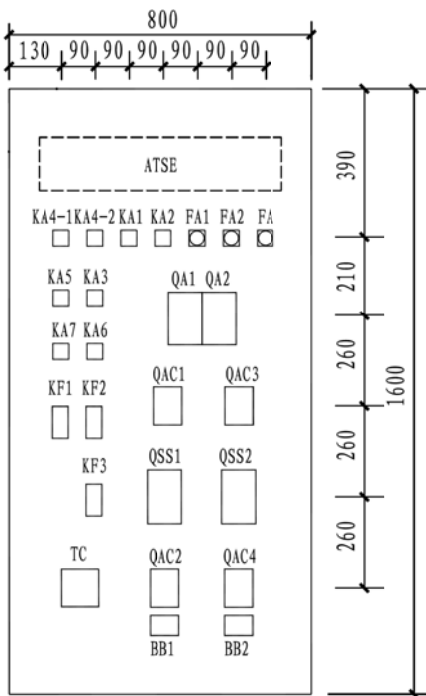 800
130 90 90 90 90 90 90
ATSE
KA4-1 KA4-2 KA1 KA2 FA1 FA2 FA
KA5 KA3
QA1 QA2
KA7 KA6
KF1 KF2
QAC1 QAC3
KF3
QSS1 QSS2
TC
QAC2 QAC4
BB1 BB2
390
210
260
260
260
1600